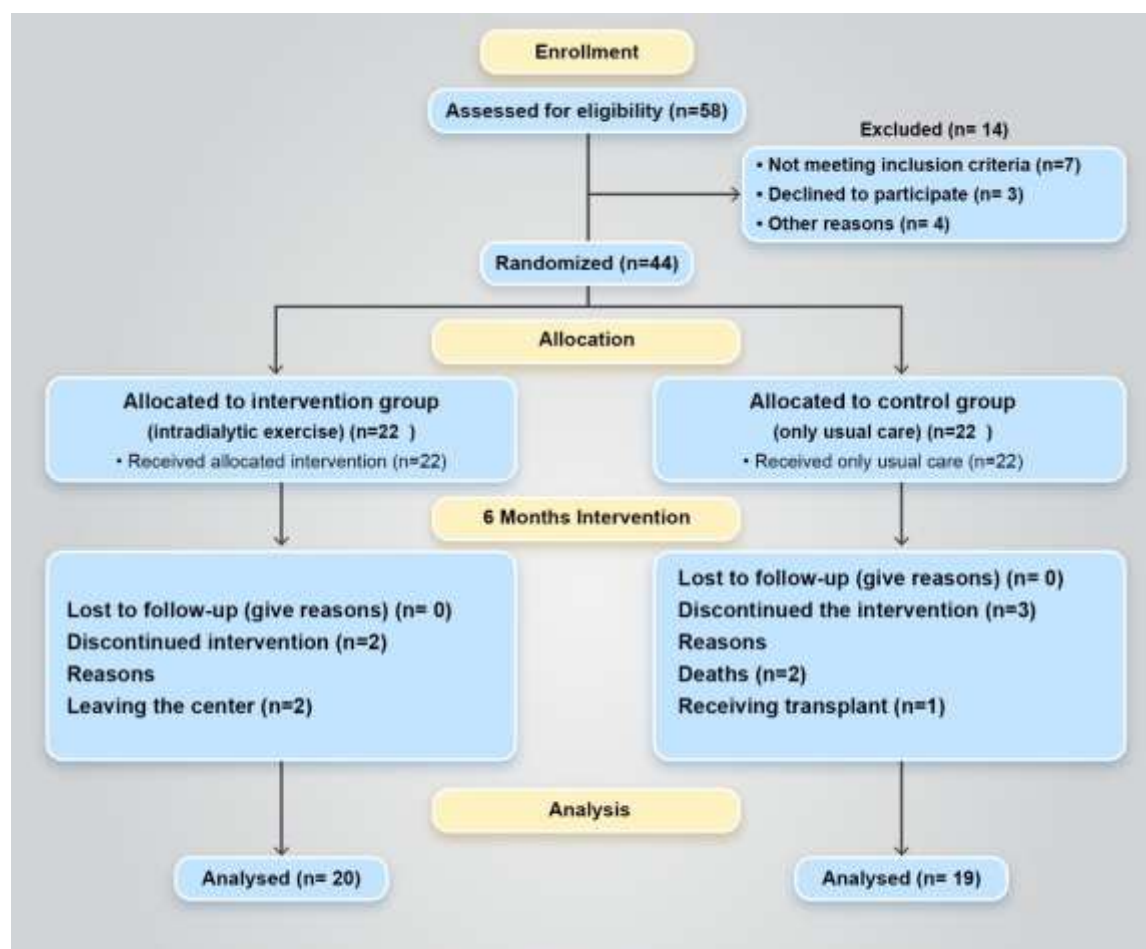 Enrollment
Assessed for eligibility (n=58)
Excluded (n= 14)
• Not meeting inclusion criteria (n=7)
• Declined to participate (n= 3)
• Other reasons (n= 4)
Randomized (n=44)
Allocation
Allocated to intervention group
(intradialytic exercise) (n=22 )
• Received allocated intervention (n=22)
Allocated to control group
(only usual care) (n=22 )
• Received only usual care (n=22)
6 Months Intervention
Lost to follow-up (give reasons) (n= 0)
Discontinued intervention (n=2)
Reasons
Leaving the center (n=2)
Lost to follow-up (give reasons) (n= 0)
Discontinued the intervention (n=3)
Reasons
Deaths (n=2)
Receiving transplant (n=1)
Analysis
Analysed (n= 20)
Analysed (n= 19)